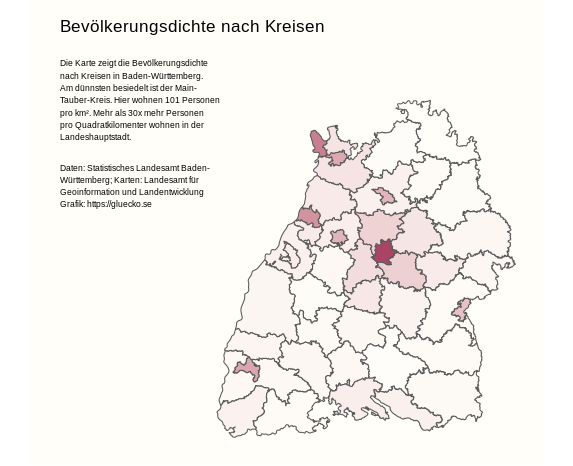 Bevölkerungsdichte nach Kreisen
Die Karte zeigt die Bevölkerungsdichte
nach Kreisen in Baden-Württemberg.
Am dünnsten besiedelt ist der Main-
Tauber-Kreis. Hier wohnen 101 Personen
pro km². Mehr als 30x mehr Personen
pro Quadratkilomenter wohnen in der
Landeshauptstadt.
Daten: Statistisches Landesamt Baden-
Württemberg; Karten: Landesamt für
Geoinformation und Landentwicklung
Grafik: https://gluecko.se